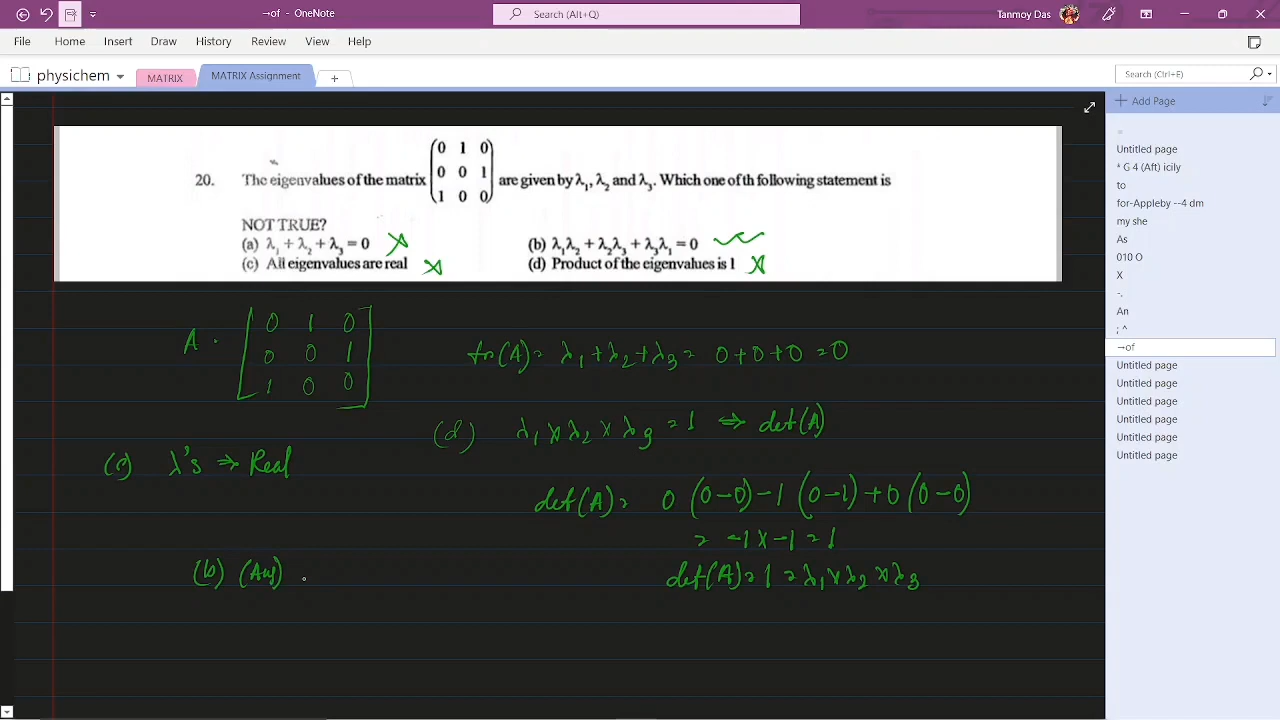 →of - OneNote
Search (Alt+Q)
Tanmoy Das
File Home Insert Draw History Review View Help
physichem MATRIX MATRIX Assignment +
Search (Ctrl+E)
Add Page
Untitled page
* G 4 (Aft) icily
to
for-Appleby --4 dm
my she
As
010 O
X
-,
An
; ^
→of
Untitled page
Untitled page
Untitled page
Untitled page
Untitled page
Untitled page
0 1 0
20. The eigenvalues of the matrix 0 0 1 are given by λ₁, λ₂ and λ₃. Which one of th following statement is
1 0 0
NOT TRUE?
(a) λ₁ + λ₂ + λ₃ = 0 (b) λ₁λ₂ + λ₂λ₃ + λ₃λ₁ = 0
(c) All eigenvalues are real (d) Product of the eigenvalues is 1
0 1 0
A = 0 0 1 tr(A) = λ₁ + λ₂ + λ₃ = 0 + 0 + 0 = 0
1 0 0
(d) λ₁ × λ₂ × λ₃ = 1 ⇒ det(A)
(c) λ's ⇒ Real
det(A) = 0 (0-0) - 1 (0-1) + 0 (0-0)
= -1 × -1 = 1
(b) (Ans) det(A) = 1 = λ₁ × λ₂ × λ₃